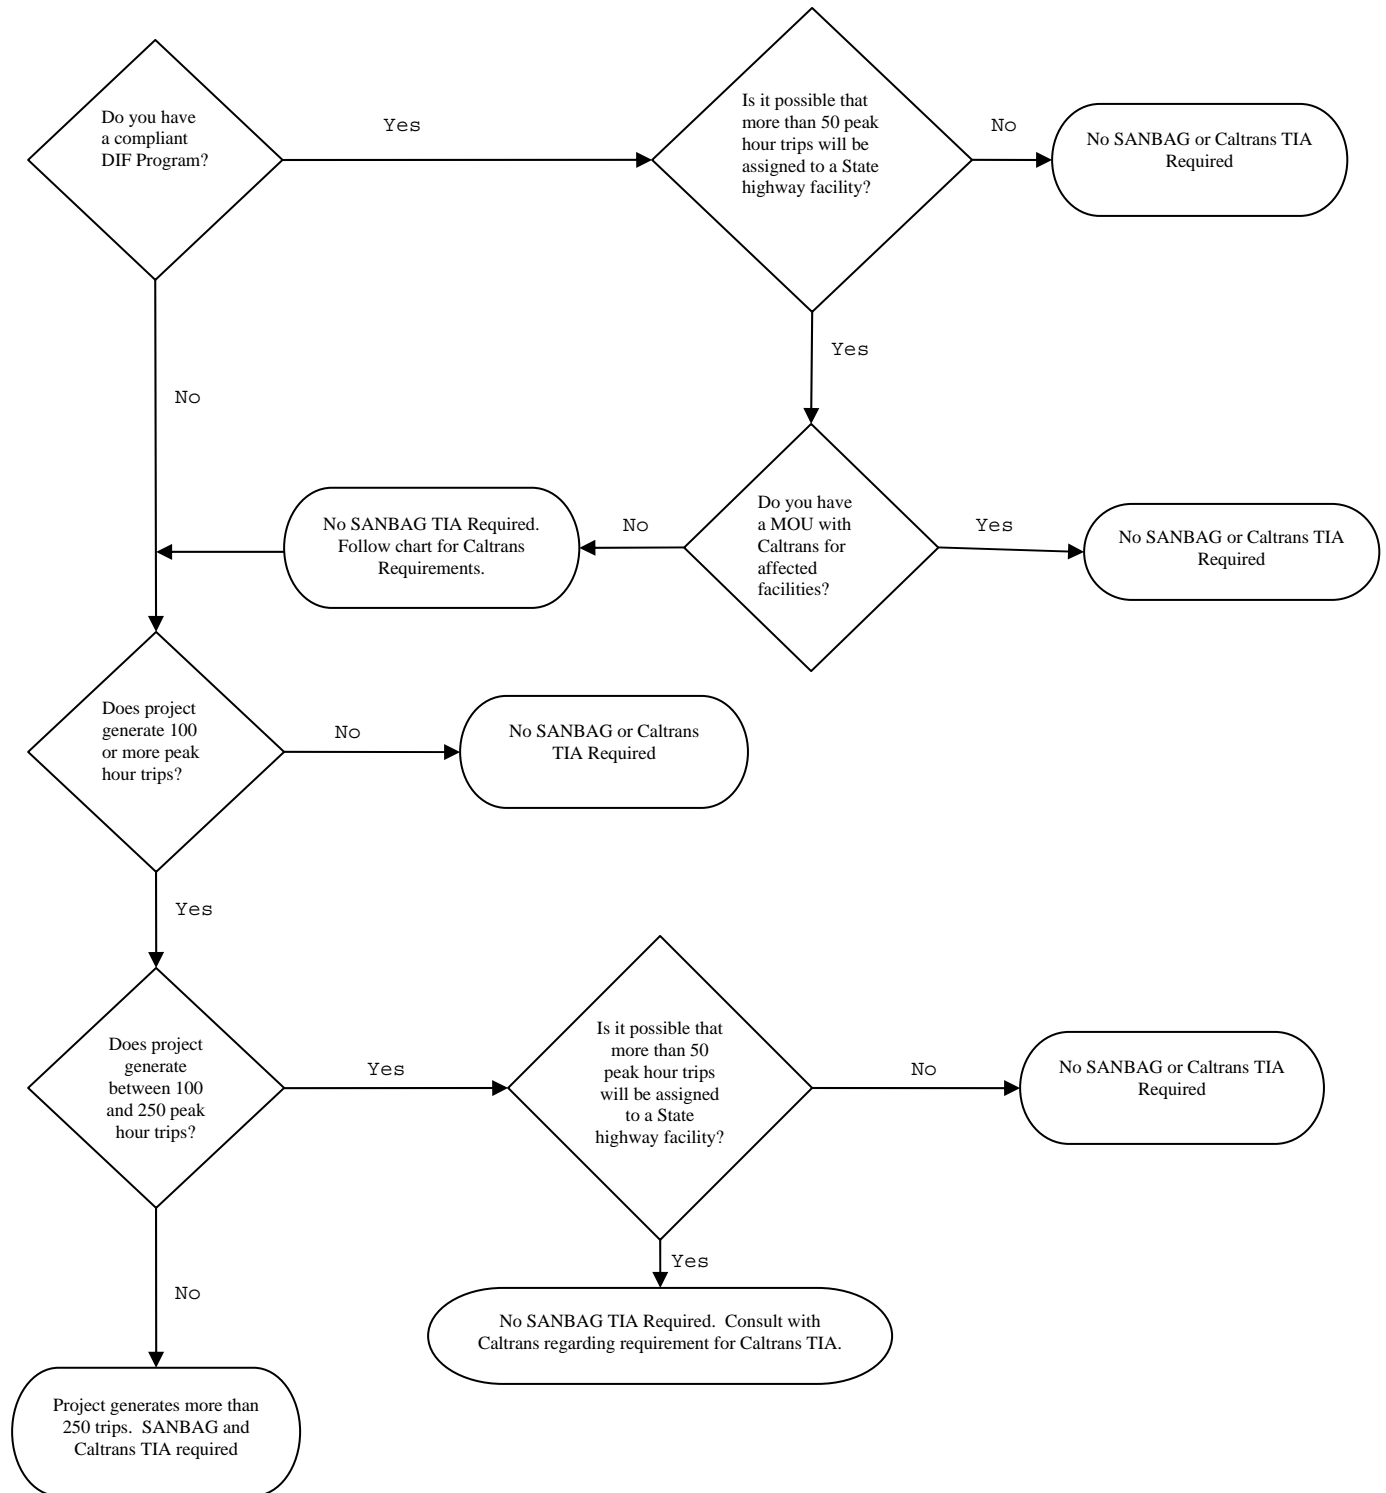 Do you have
a compliant
DIF Program?
Yes
Is it possible that
more than 50 peak
hour trips will be
assigned to a State
highway facility?
No
No SANBAG or Caltrans TIA
Required
Yes
No
No SANBAG TIA Required.
Follow chart for Caltrans
Requirements.
No
Do you have
a MOU with
Caltrans for
affected
facilities?
Yes
No SANBAG or Caltrans TIA
Required
Does project
generate 100
or more peak
hour trips?
No
No SANBAG or Caltrans
TIA Required
Yes
Does project
generate
between 100
and 250 peak
hour trips?
Yes
Is it possible that
more than 50
peak hour trips
will be assigned
to a State
highway facility?
No
No SANBAG or Caltrans TIA
Required
Yes
No SANBAG TIA Required.  Consult with
Caltrans regarding requirement for Caltrans TIA.
No
Project generates more than
250 trips.  SANBAG and
Caltrans TIA required